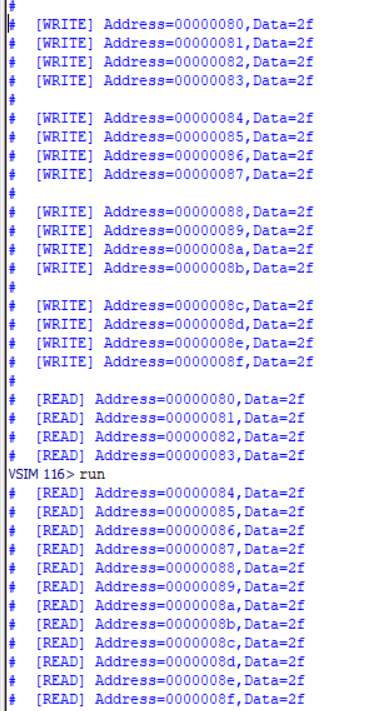 #
# [WRITE] Address=00000080,Data=2f
# [WRITE] Address=00000081,Data=2f
# [WRITE] Address=00000082,Data=2f
# [WRITE] Address=00000083,Data=2f
#
# [WRITE] Address=00000084,Data=2f
# [WRITE] Address=00000085,Data=2f
# [WRITE] Address=00000086,Data=2f
# [WRITE] Address=00000087,Data=2f
#
# [WRITE] Address=00000088,Data=2f
# [WRITE] Address=00000089,Data=2f
# [WRITE] Address=0000008a,Data=2f
# [WRITE] Address=0000008b,Data=2f
#
# [WRITE] Address=0000008c,Data=2f
# [WRITE] Address=0000008d,Data=2f
# [WRITE] Address=0000008e,Data=2f
# [WRITE] Address=0000008f,Data=2f
#
# [READ] Address=00000080,Data=2f
# [READ] Address=00000081,Data=2f
# [READ] Address=00000082,Data=2f
# [READ] Address=00000083,Data=2f
VSIM 116> run
# [READ] Address=00000084,Data=2f
# [READ] Address=00000085,Data=2f
# [READ] Address=00000086,Data=2f
# [READ] Address=00000087,Data=2f
# [READ] Address=00000088,Data=2f
# [READ] Address=00000089,Data=2f
# [READ] Address=0000008a,Data=2f
# [READ] Address=0000008b,Data=2f
# [READ] Address=0000008c,Data=2f
# [READ] Address=0000008d,Data=2f
# [READ] Address=0000008e,Data=2f
# [READ] Address=0000008f,Data=2f